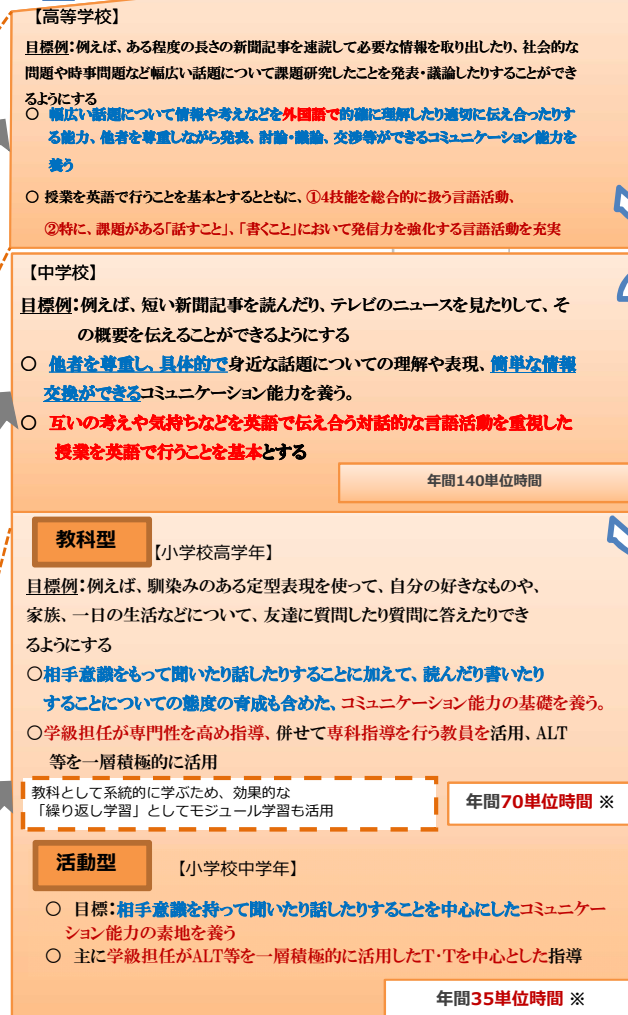 【高等学校】
目標例：例えば、ある程度の長さの新聞記事を速読して必要な情報を取り出したり、社会的な
問題や時事問題など幅広い話題について課題研究したことを発表・議論したりすることができ
るようにする
○ 幅広い話題について情報や考えなどを外国語で的確に理解したり適切に伝え合ったりす
る能力、他者を尊重しながら発表、討論・議論、交渉等ができるコミュニケーション能力を
養う
○ 授業を英語で行うことを基本とするとともに、①4技能を総合的に扱う言語活動、
②特に、課題がある「話すこと」、「書くこと」において発信力を強化する言語活動を充実
【中学校】
目標例：例えば、短い新聞記事を読んだり、テレビのニュースを見たりして、そ
の概要を伝えることができるようにする
○ 他者を尊重し、具体的で身近な話題についての理解や表現、簡単な情報
交換ができるコミュニケーション能力を養う。
○ 互いの考えや気持ちなどを英語で伝え合う対話的な言語活動を重視した
授業を英語で行うことを基本とする
年間140単位時間
教科型 【小学校高学年】
目標例：例えば、馴染みのある定型表現を使って、自分の好きなものや、
家族、一日の生活などについて、友達に質問したり質問に答えたりでき
るようにする
○相手意識をもって聞いたり話したりすることに加えて、読んだり書いたり
することについての態度の育成も含めた、コミュニケーション能力の基礎を養う。
○学級担任が専門性を高め指導、併せて専科指導を行う教員を活用、ALT
等を一層積極的に活用
教科として系統的に学ぶため、効果的な
「繰り返し学習」としてモジュール学習も活用
年間70単位時間 ※
活動型 【小学校中学年】
○ 目標：相手意識を持って聞いたり話したりすることを中心にしたコミュニケー
ション能力の素地を養う
○ 主に学級担任がALT等を一層積極的に活用したT・Tを中心とした指導
年間35単位時間 ※